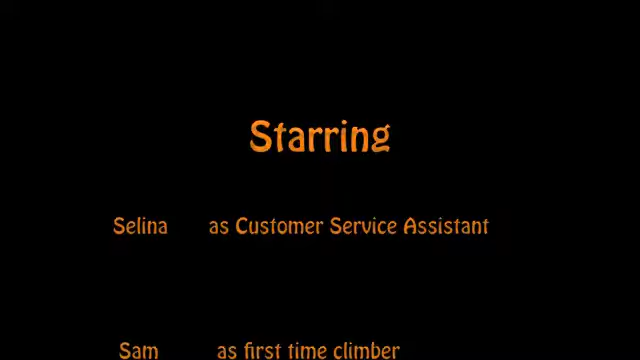 Starring
Selina as Customer Service Assistant
Sam as first time climber